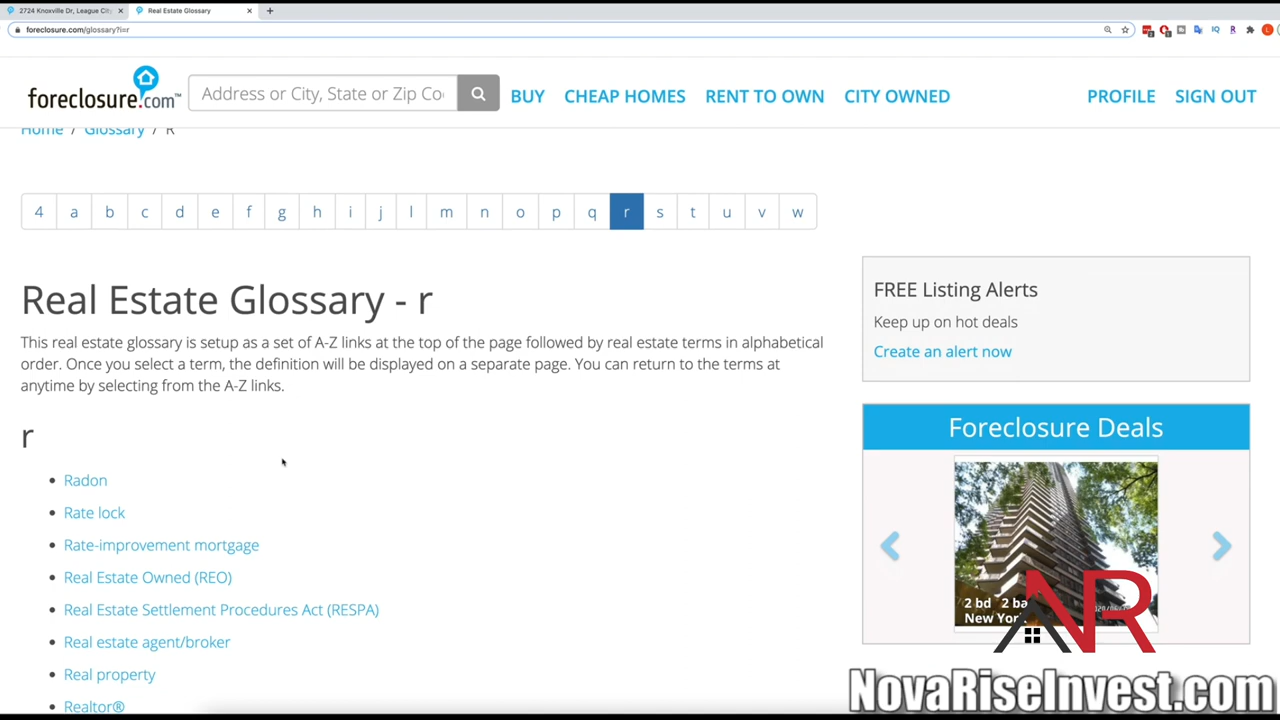 2724 Knoxville Dr, League Cit
Real Estate Glossary
foreclosure.com/glossary?i=r
foreclosure.com™
Address or City, State or Zip Co
BUY
CHEAP HOMES
RENT TO OWN
CITY OWNED
PROFILE
SIGN OUT
Home / Glossary / R
4 a b c d e f g h i j l m n o p q r s t u v w
Real Estate Glossary - r
This real estate glossary is setup as a set of A-Z links at the top of the page followed by real estate terms in alphabetical
order. Once you select a term, the definition will be displayed on a separate page. You can return to the terms at
anytime by selecting from the A-Z links.
r
Radon
Rate lock
Rate-improvement mortgage
Real Estate Owned (REO)
Real Estate Settlement Procedures Act (RESPA)
Real estate agent/broker
Real property
Realtor®
FREE Listing Alerts
Keep up on hot deals
Create an alert now
Foreclosure Deals
2 bd 2 ba
New York
NR
NovaRiseInvest.com